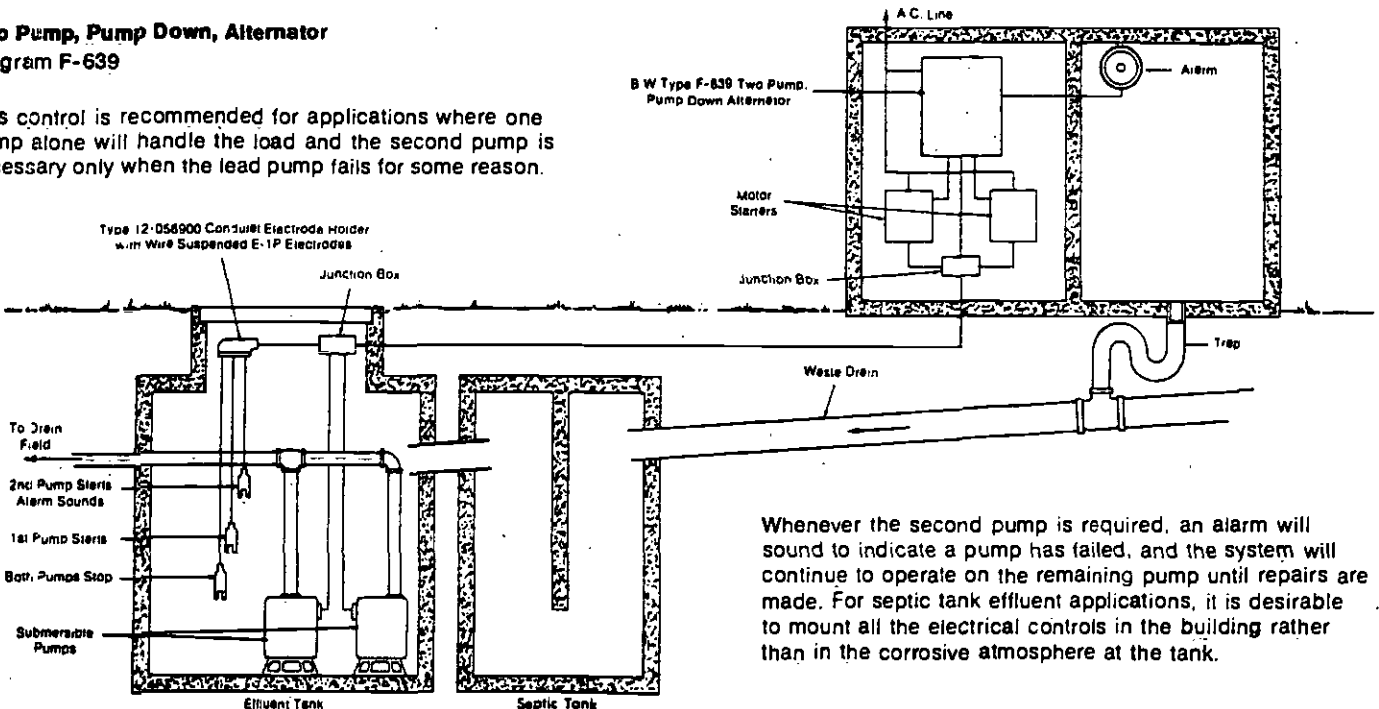 Pump, Pump Down, Alternator
gram F-639
control is recommended for applications where one
alone will handle the load and the second pump is
only when the lead pump fails for some reason.
Type 12-056900 Condulet Electrode Holder
with Wire Suspended E-1P Electrodes
Junction Box
To Drain
Field
2nd Pump Starts
Alarm Sounds
1st Pump Starts
Both Pumps Stop
Submersible
Pumps
Effluent Tank
Septic Tank
A.C. Line
B W Type F-639 Two Pump,
Pump Down Alternator
Alarm
Motor
Starters
Junction Box
Trap
Waste Drain
Whenever the second pump is required, an alarm will
sound to indicate a pump has failed, and the system will
continue to operate on the remaining pump until repairs are
made. For septic tank effluent applications, it is desirable
to mount all the electrical controls in the building rather
than in the corrosive atmosphere at the tank.